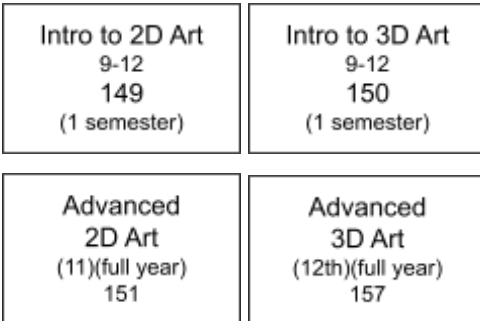 Intro to 2D Art
9-12
149
(1 semester)
Intro to 3D Art
9-12
150
(1 semester)
Advanced
2D Art
(11)(full year)
151
Advanced
3D Art
(12th)(full year)
157